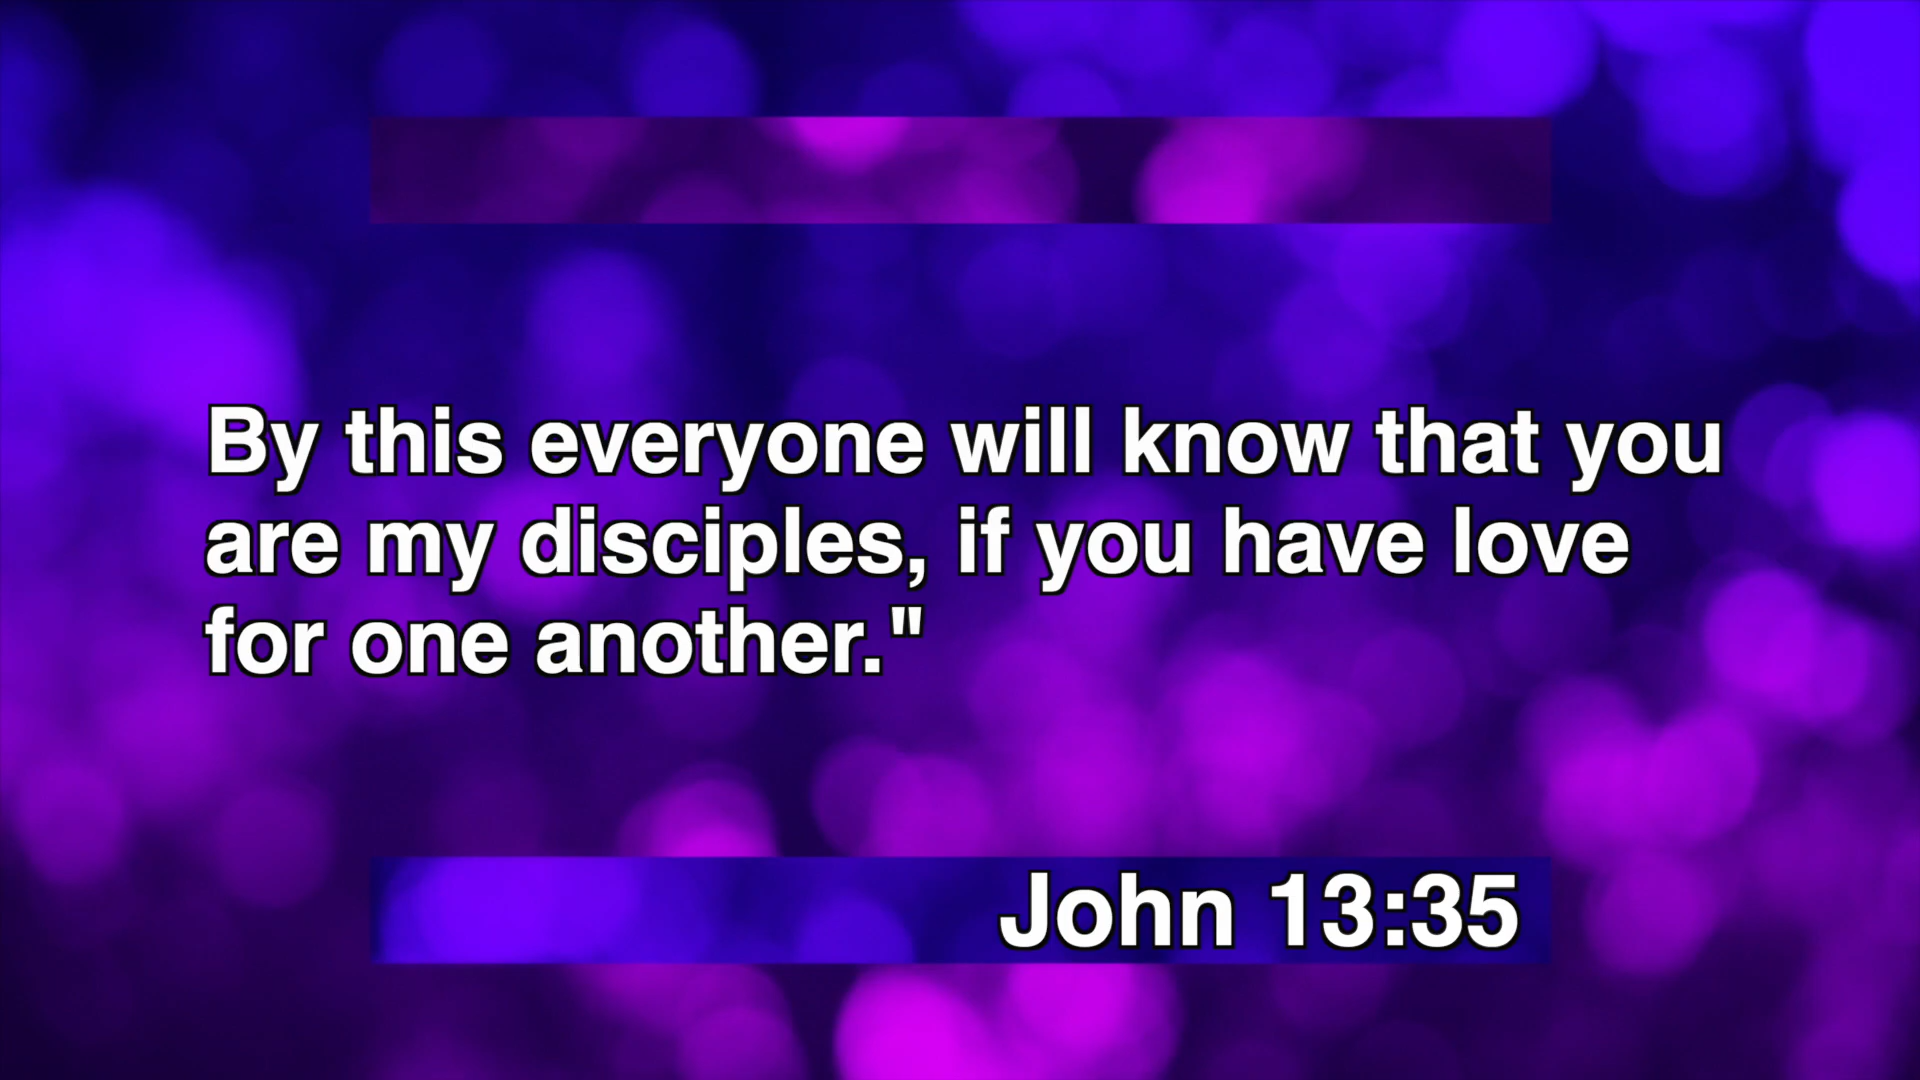 By this everyone will know that you
are my disciples, if you have love
for one another."
John 13:35